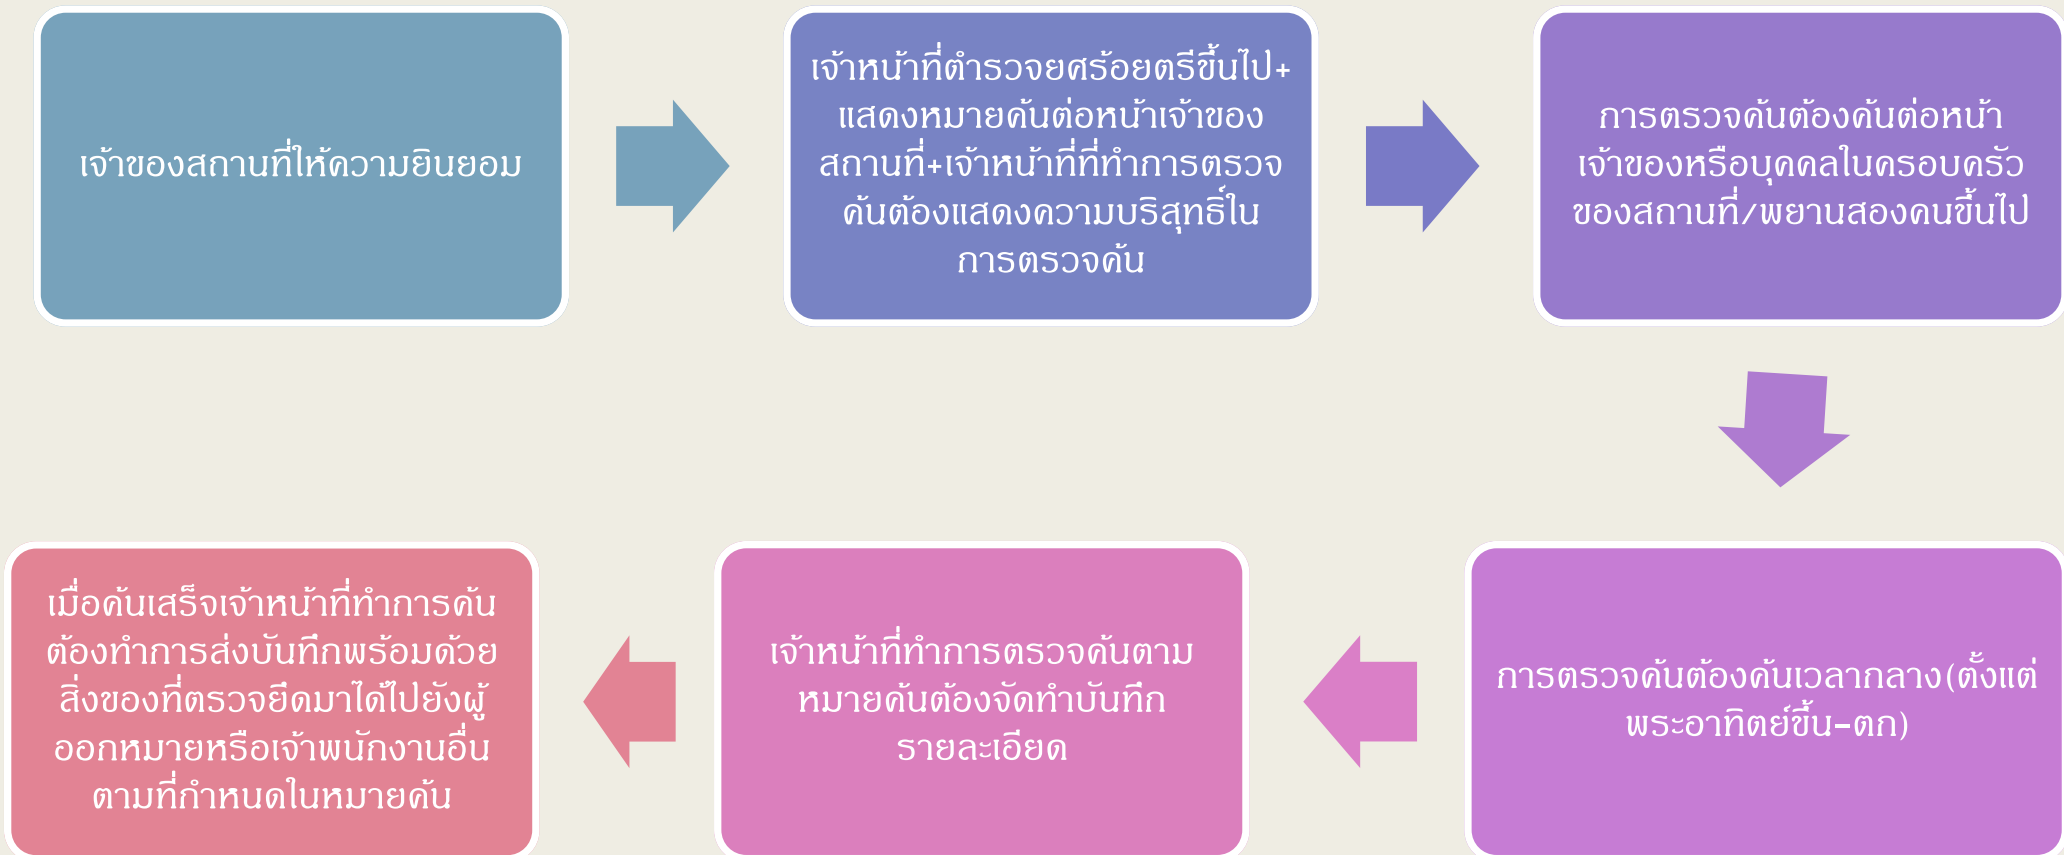 เจ้าของสถานที่ให้ความยินยอม
เจ้าหน้าที่ตำรวจยศร้อยตรีขึ้นไป+
แสดงหมายค้นต่อหน้าเจ้าของ
สถานที่+เจ้าหน้าที่ที่ทำการตรวจ
ค้นต้องแสดงความบริสุทธิ์ใน
การตรวจค้น
การตรวจค้นต้องค้นต่อหน้า
เจ้าของหรือบุคคลในครอบครัว
ของสถานที่/พยานสองคนขึ้นไป
การตรวจค้นต้องค้นเวลากลาง(ตั้งแต่
พระอาทิตย์ขึ้น-ตก)
เจ้าหน้าที่ทำการตรวจค้นตาม
หมายค้นต้องจัดทำบันทึก
รายละเอียด
เมื่อค้นเสร็จเจ้าหน้าที่ทำการค้น
ต้องทำการส่งบันทึกพร้อมด้วย
สิ่งของที่ตรวจยึดมาได้ไปยังผู้
ออกหมายหรือเจ้าพนักงานอื่น
ตามที่กำหนดในหมายค้น